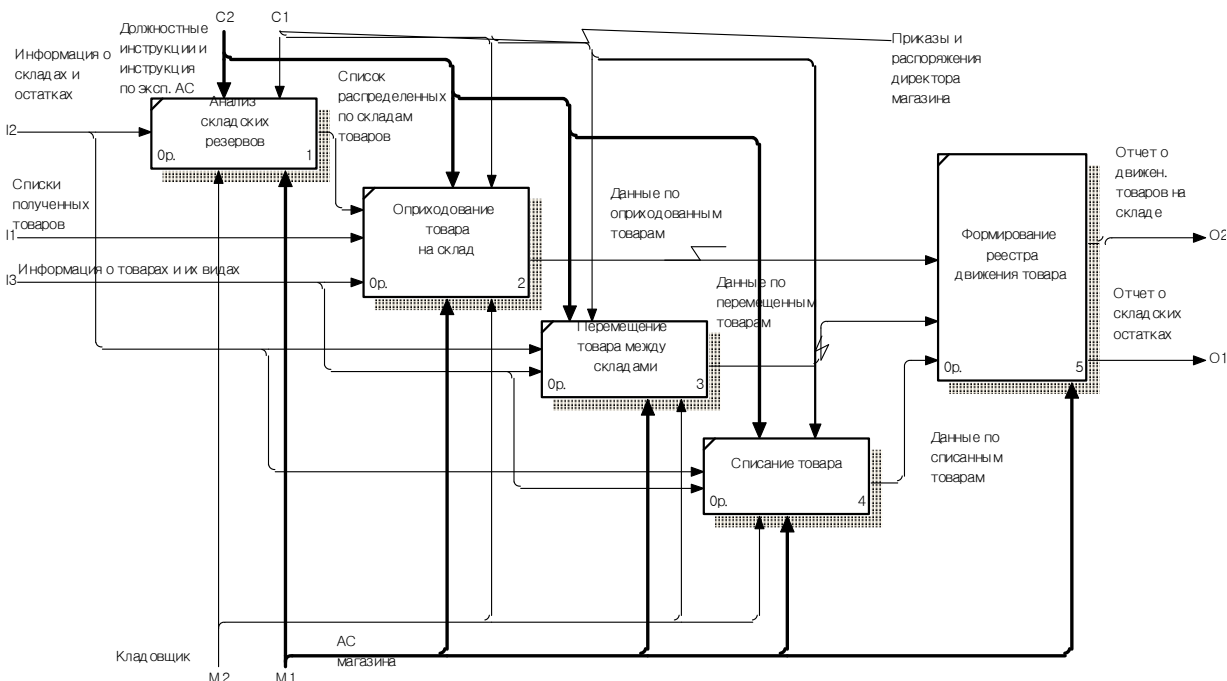 C2
C1
Должностные
инструкции и
инструкция
по эксп. АС
Информация о
складах и
остатках
Список
распределенных
по складам
товаров
Приказы и
распоряжения
директора
магазина
I2
Анализ
складских
резервов
0р.
1
Списки
полученных
товаров
I1
I3
Информация о товарах и их видах
Оприходование
товара
на склад
0р.
2
Данные по
оприходованным
товарам
Данные по
перемещенным
товарам
Перемещение
товара между
складами
0р.
3
Списание товара
0р.
4
Данные по
списанным
товарам
Формирование
реестра
движения товара
0р.
5
Отчет о
движен.
товаров на
складе
O2
Отчет о
складских
остатках
O1
Кладовщик
АС
магазина
M2
M1